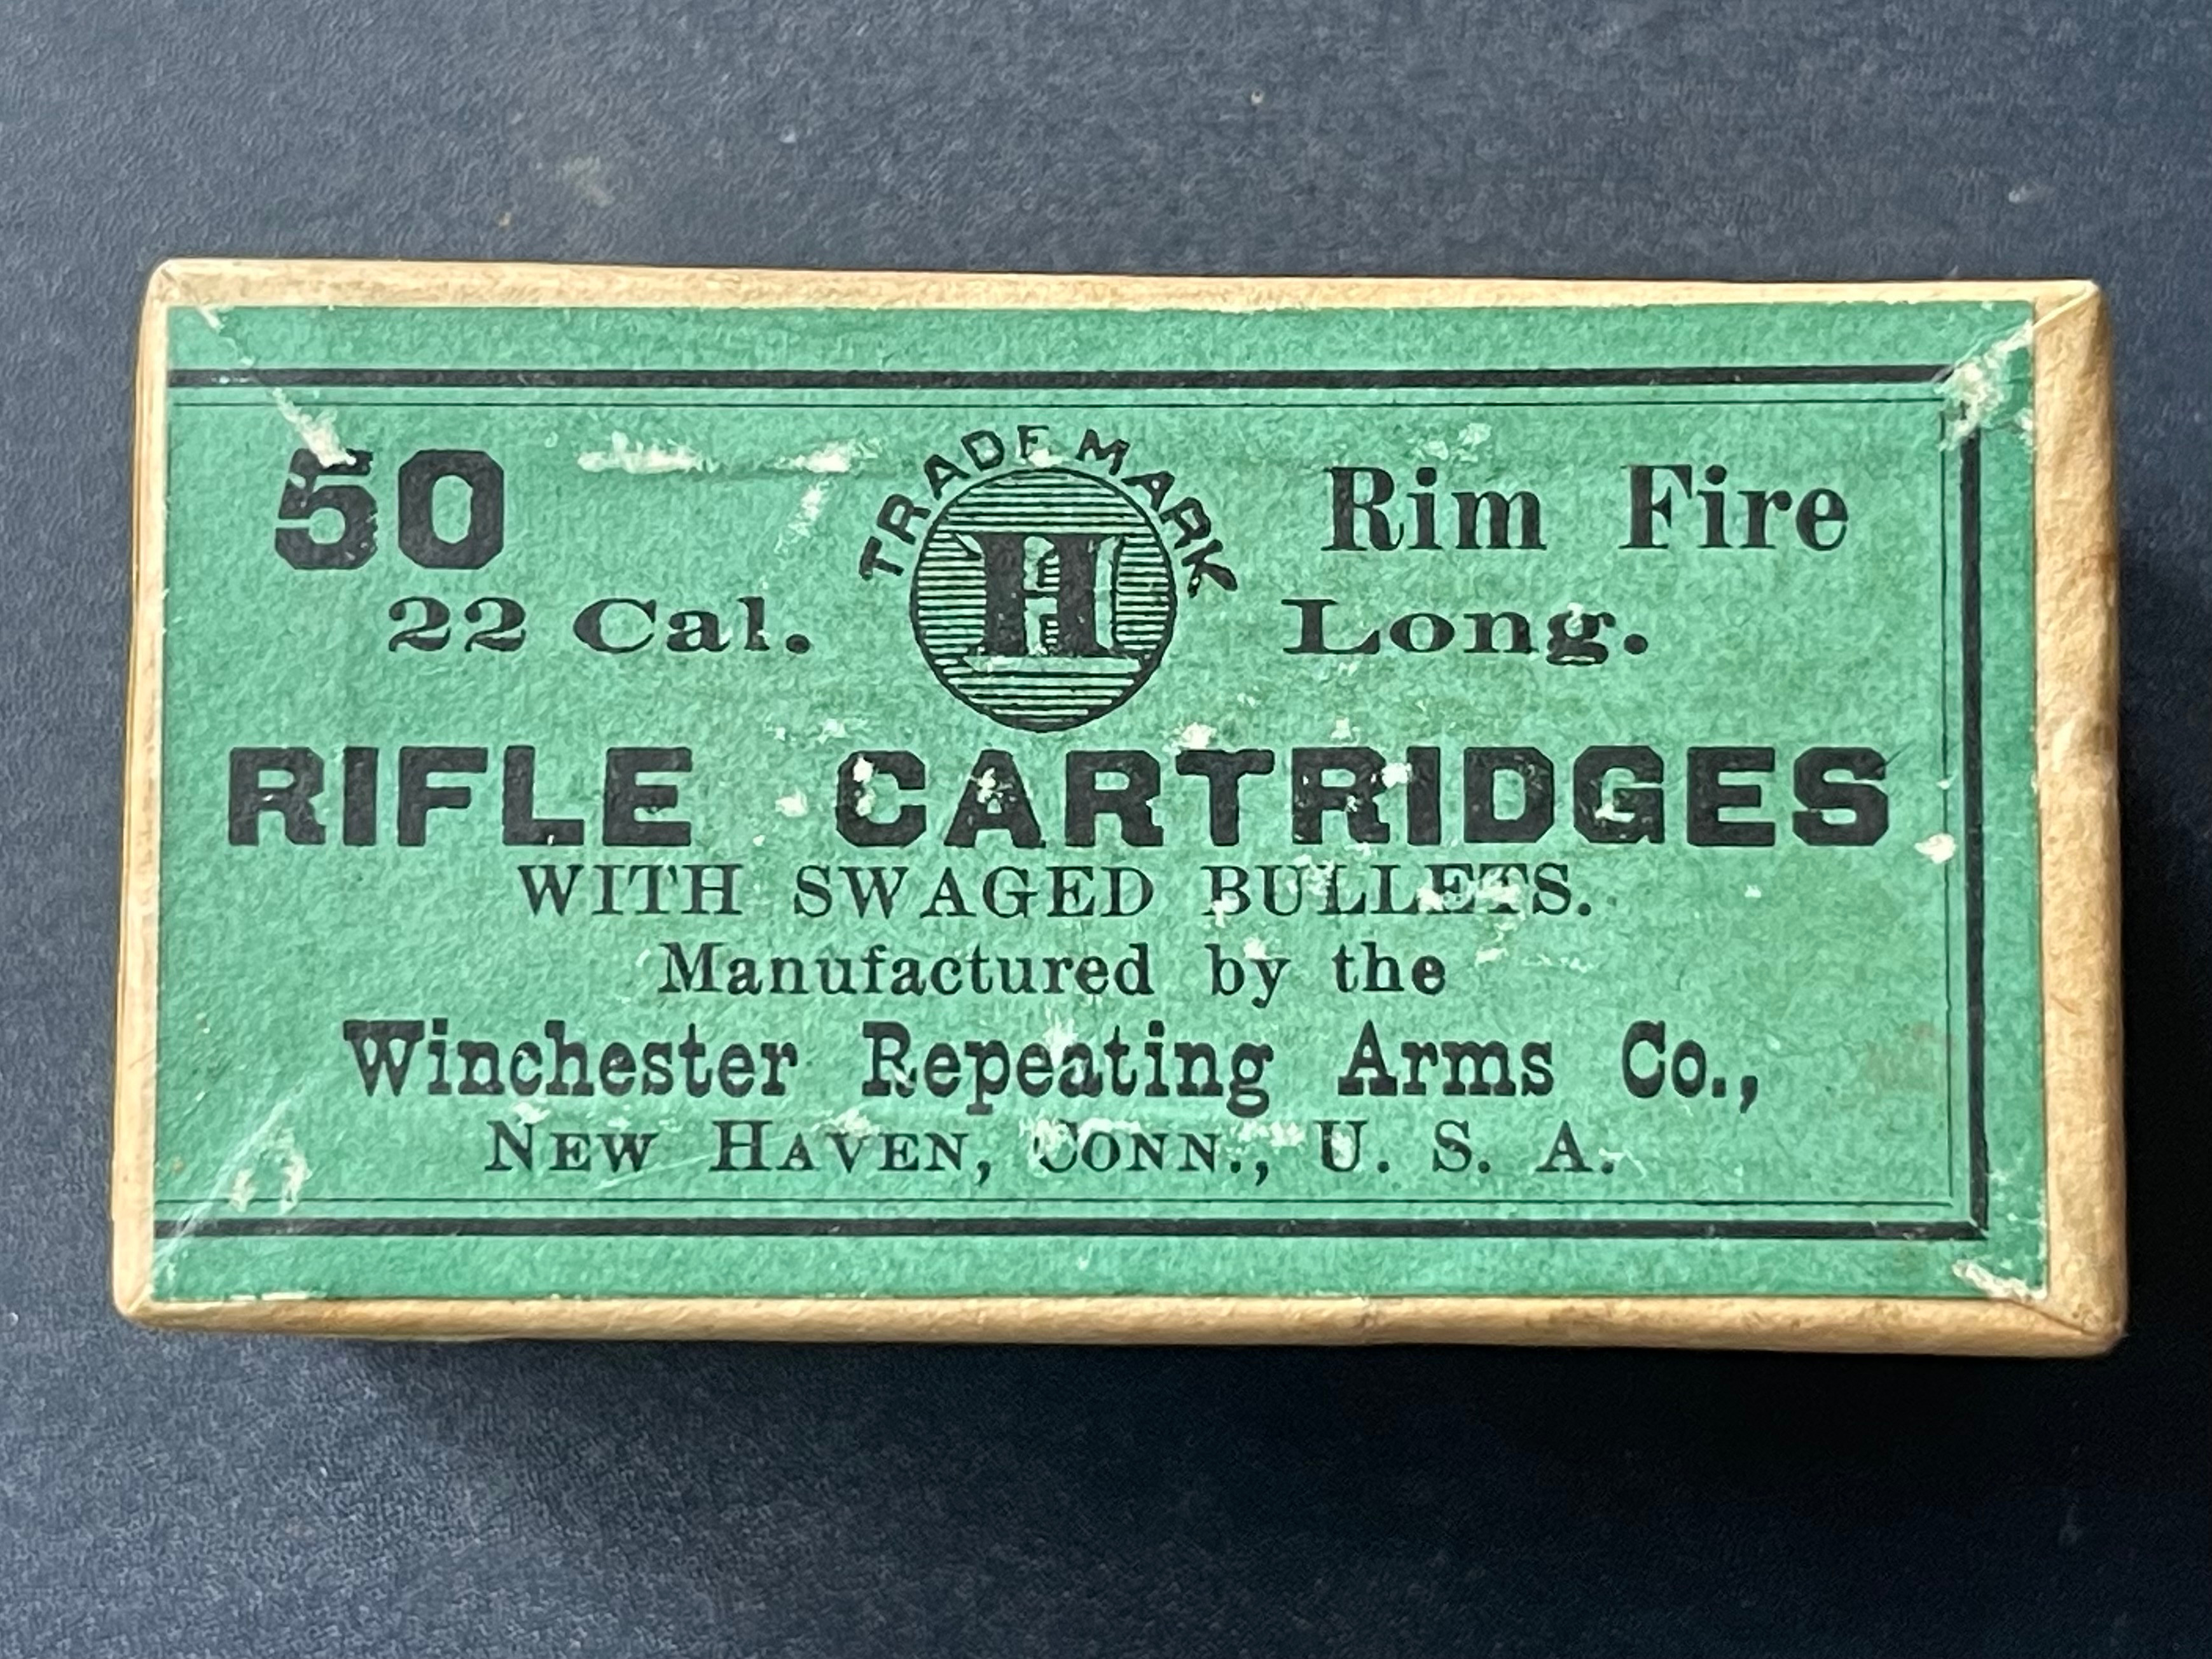 50 TRADE MARK Rim Fire
22 Cal. H Long.
RIFLE CARTRIDGES
WITH SWAGED BULLETS.
Manufactured by the
Winchester Repeating Arms Co.,
NEW HAVEN, CONN., U. S. A.